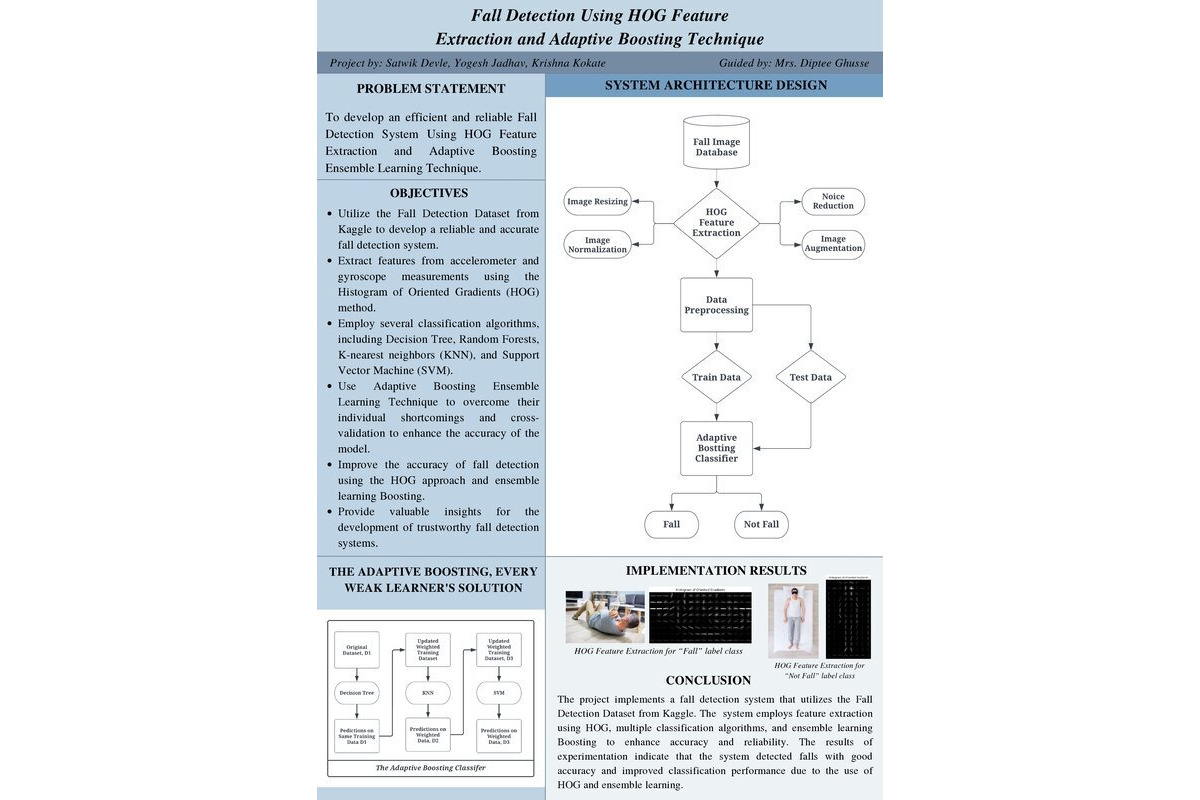 Fall Detection Using HOG Feature
Extraction and Adaptive Boosting Technique
Project by: Satwik Devle, Yogesh Jadhav, Krishna Kokate
Guided by: Mrs. Diptee Ghusse
PROBLEM STATEMENT
To develop an efficient and reliable Fall
Detection System Using HOG Feature
Extraction and Adaptive Boosting
Ensemble Learning Technique.
OBJECTIVES
• Utilize the Fall Detection Dataset from
Kaggle to develop a reliable and accurate
fall detection system.
• Extract features from accelerometer and
gyroscope measurements using the
Histogram of Oriented Gradients (HOG)
method.
• Employ several classification algorithms,
including Decision Tree, Random Forests,
K-nearest neighbors (KNN), and Support
Vector Machine (SVM).
• Use Adaptive Boosting Ensemble
Learning Technique to overcome their
individual shortcomings and cross-
validation to enhance the accuracy of the
model.
• Improve the accuracy of fall detection
using the HOG approach and ensemble
learning Boosting.
• Provide valuable insights for the
development of trustworthy fall detection
systems.
THE ADAPTIVE BOOSTING, EVERY
WEAK LEARNER'S SOLUTION
Original
Dataset, D1
Decision Tree
Pedictions on
Same Training
Data D1
Updated
Weighted
Training
Dataset
KNN
Predictions on
Weighted
Data, D2
Updated
Weighted
Training
Dataset, D3
SVM
Predictions on
Weighted
Data, D3
The Adaptive Boosting Classifer
SYSTEM ARCHITECTURE DESIGN
Fall Image
Database
Image Resizing
Image
Normalization
HOG
Feature
Extraction
Noice
Reduction
Image
Augmentation
Data
Preprocessing
Train Data
Test Data
Adaptive
Bostting
Classifier
Fall
Not Fall
IMPLEMENTATION RESULTS
Histogram of Oriented Gradients
Histogram of Oriented Gradients
HOG Feature Extraction for “Fall” label class
HOG Feature Extraction for
“Not Fall” label class
CONCLUSION
The project implements a fall detection system that utilizes the Fall
Detection Dataset from Kaggle. The system employs feature extraction
using HOG, multiple classification algorithms, and ensemble learning
Boosting to enhance accuracy and reliability. The results of
experimentation indicate that the system detected falls with good
accuracy and improved classification performance due to the use of
HOG and ensemble learning.